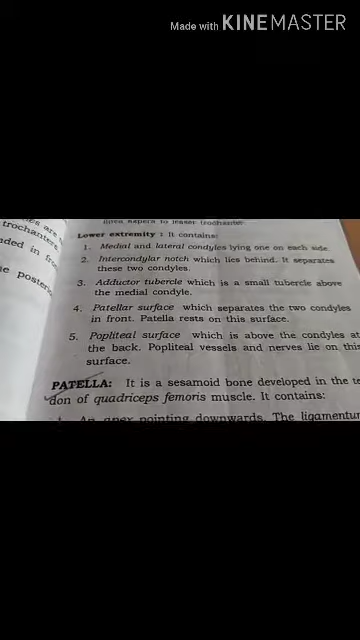 Made with KINEMASTER
trochanters
lesser trochanter
Lower extremity : It contains:
1. Medial and lateral condyles lying one on each side.
2. Intercondylar notch which lies behind. It separates
these two condyles.
3. Adductor tubercle which is a small tubercle above
the medial condyle.
4. Patellar surface which separates the two condyles
in front. Patella rests on this surface.
5. Popliteal surface which is above the condyles at
the back. Popliteal vessels and nerves lie on this
surface.
PATELLA: It is a sesamoid bone developed in the te
don of quadriceps femoris muscle. It contains:
1. An apex pointing downwards. The ligamentum